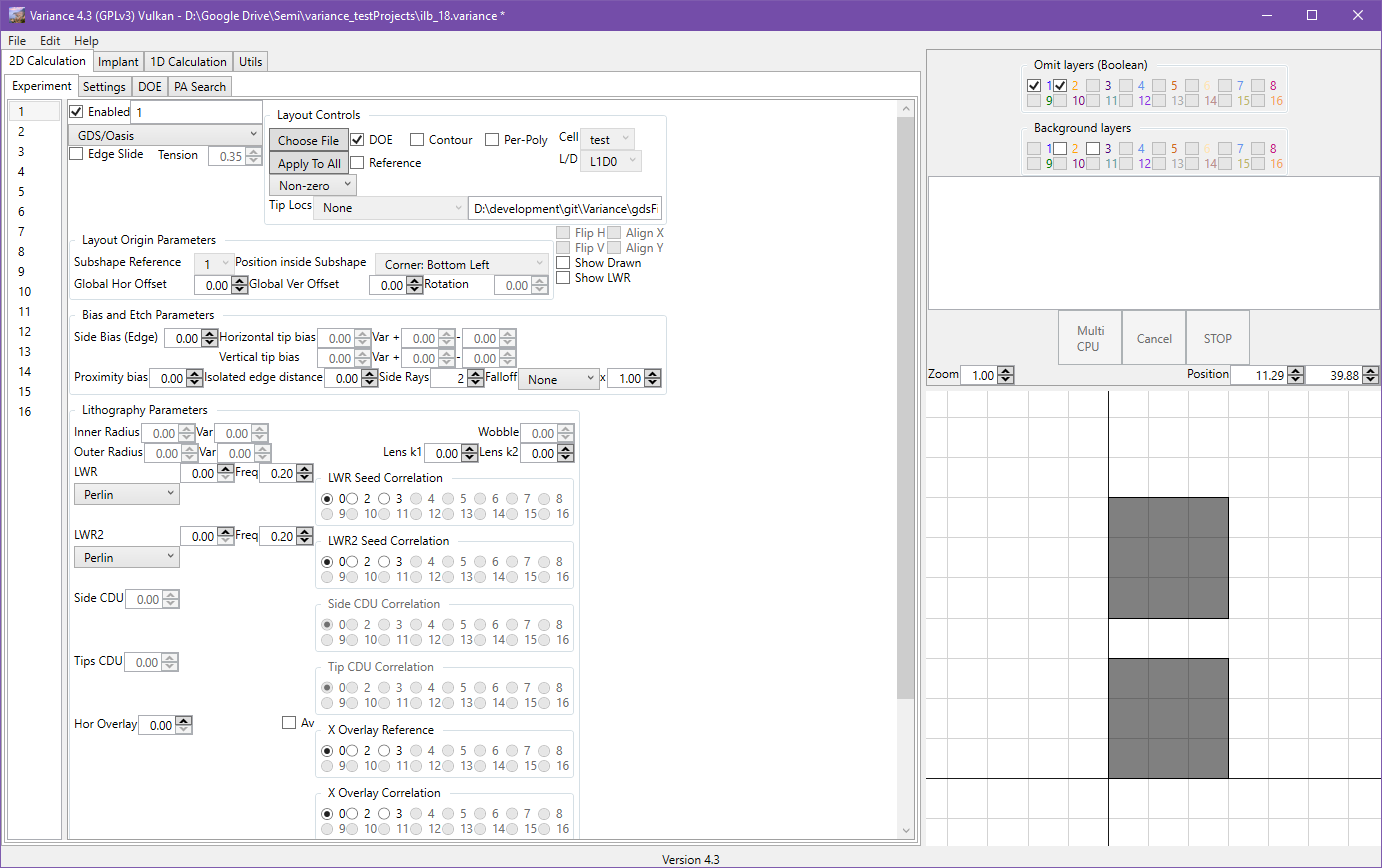 Variance 4.3 (GPLv3) Vulkan - D:\Google Drive\Semi\variance_testProjects\ilb_18.variance *
File Edit Help
2D Calculation Implant 1D Calculation Utils
Experiment Settings DOE PA Search
1
2
3
4
5
6
7
8
9
10
11
12
13
14
15
16
Enabled 1
GDS/Oasis
Edge Slide Tension 0.35
Layout Controls
Choose File DOE Contour Per-Poly Cell test
Apply To All Reference L/D L1D0
Non-zero
Tip Locs None D:\development\git\Variance\gdsFi
Layout Origin Parameters
Subshape Reference 1 Position inside Subshape Corner: Bottom Left
Global Hor Offset 0.00 Global Ver Offset 0.00 Rotation 0.00
Flip H Align X
Flip V Align Y
Show Drawn
Show LWR
Bias and Etch Parameters
Side Bias (Edge) 0.00 Horizontal tip bias 0.00 Var + 0.00 - 0.00
Vertical tip bias 0.00 Var + 0.00 - 0.00
Proximity bias 0.00 Isolated edge distance 0.00 Side Rays 2 Falloff None x 1.00
Lithography Parameters
Inner Radius 0.00 Var 0.00 Wobble 0.00
Outer Radius 0.00 Var 0.00 Lens k1 0.00 Lens k2 0.00
LWR 0.00 Freq 0.20
Perlin
LWR Seed Correlation
0 2 3 4 5 6 7 8
9 10 11 12 13 14 15 16
LWR2 0.00 Freq 0.20
Perlin
LWR2 Seed Correlation
0 2 3 4 5 6 7 8
9 10 11 12 13 14 15 16
Side CDU 0.00
Side CDU Correlation
0 2 3 4 5 6 7 8
9 10 11 12 13 14 15 16
Tips CDU 0.00
Tip CDU Correlation
0 2 3 4 5 6 7 8
9 10 11 12 13 14 15 16
Hor Overlay 0.00 Av
X Overlay Reference
0 2 3 4 5 6 7 8
9 10 11 12 13 14 15 16
X Overlay Correlation
0 2 3 4 5 6 7 8
9 10 11 12 13 14 15 16
Omit layers (Boolean)
1 2 3 4 5 6 7 8
9 10 11 12 13 14 15 16
Background layers
1 2 3 4 5 6 7 8
9 10 11 12 13 14 15 16
Multi
CPU
Cancel
STOP
Zoom 1.00 Position 11.29 39.88
Version 4.3